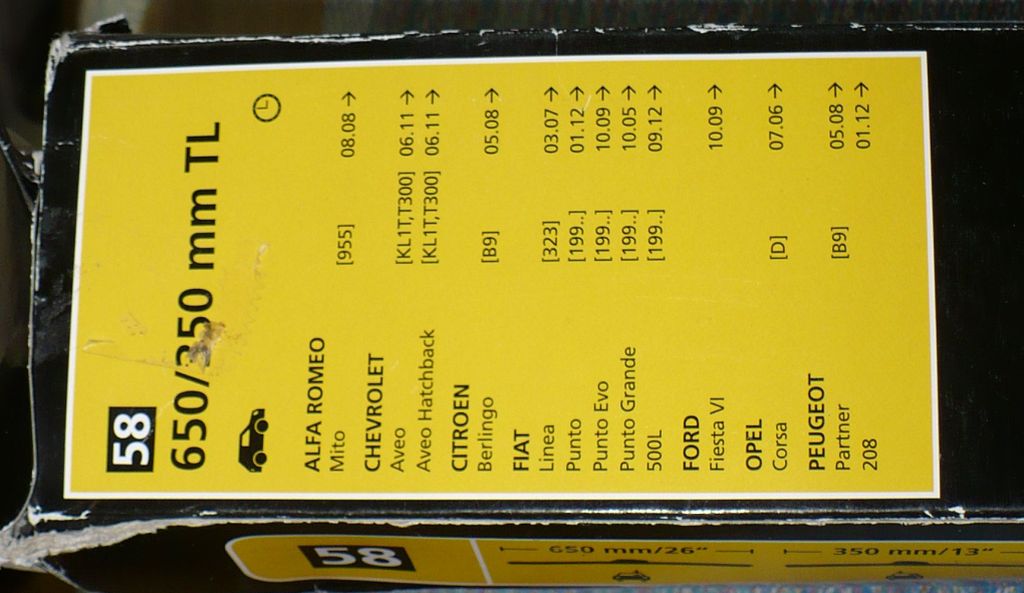 58
650/350 mm TL
ALFA ROMEO
Mito [955] 08.08 →
CHEVROLET
Aveo [KL1T,T300] 06.11 →
Aveo Hatchback [KL1T,T300] 06.11 →
CITROEN
Berlingo [B9] 05.08 →
FIAT
Linea [323] 03.07 →
Punto [199..] 01.12 →
Punto Evo [199..] 10.09 →
Punto Grande [199..] 10.05 →
500L [199..] 09.12 →
FORD
Fiesta VI 10.09 →
OPEL
Corsa [D] 07.06 →
PEUGEOT
Partner [B9] 05.08 →
208 01.12 →
58 650 mm/26" 350 mm/13"